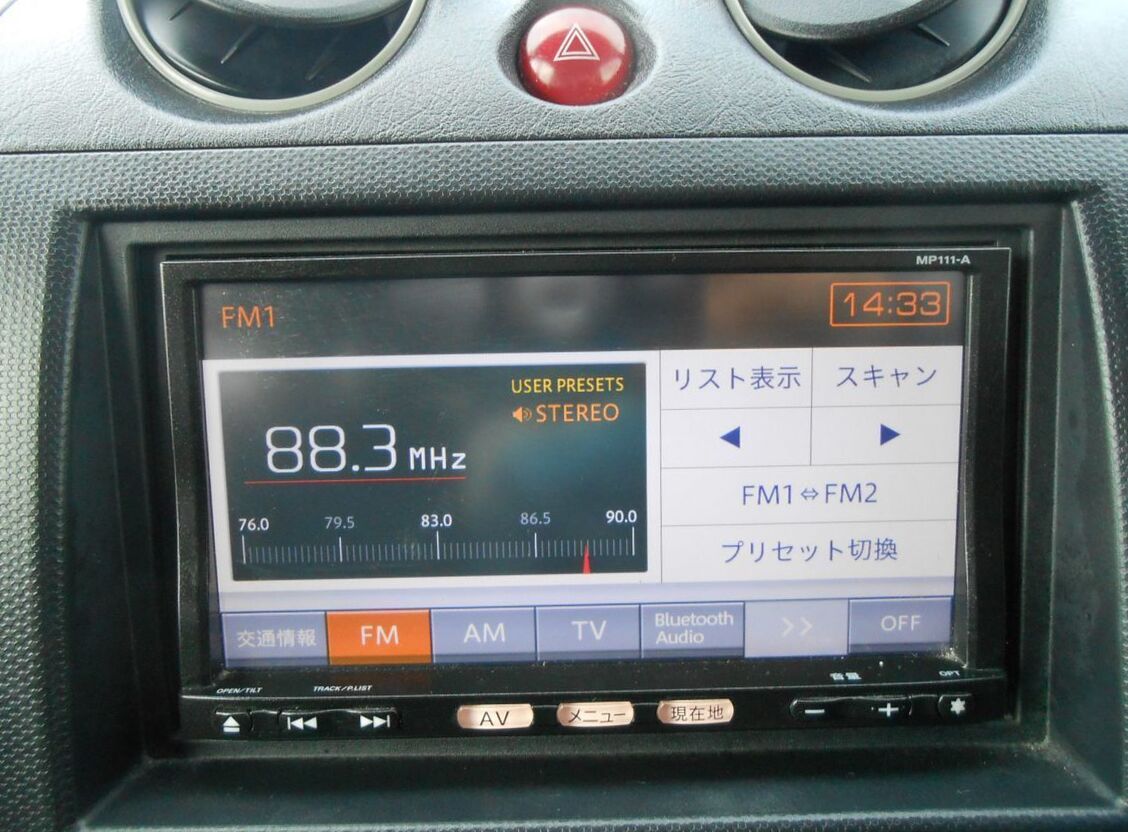 MP111-A
FM1
14:33
USER PRESETS
STEREO
88.3 MHz
76.0 79.5 83.0 86.5 90.0
リスト表示 スキャン
FM1⇔FM2
プリセット切換
交通情報 FM AM TV Bluetooth Audio >> OFF
OPEN/TILT TRACK/P.LIST 音量 OPT
AV メニュー 現在地